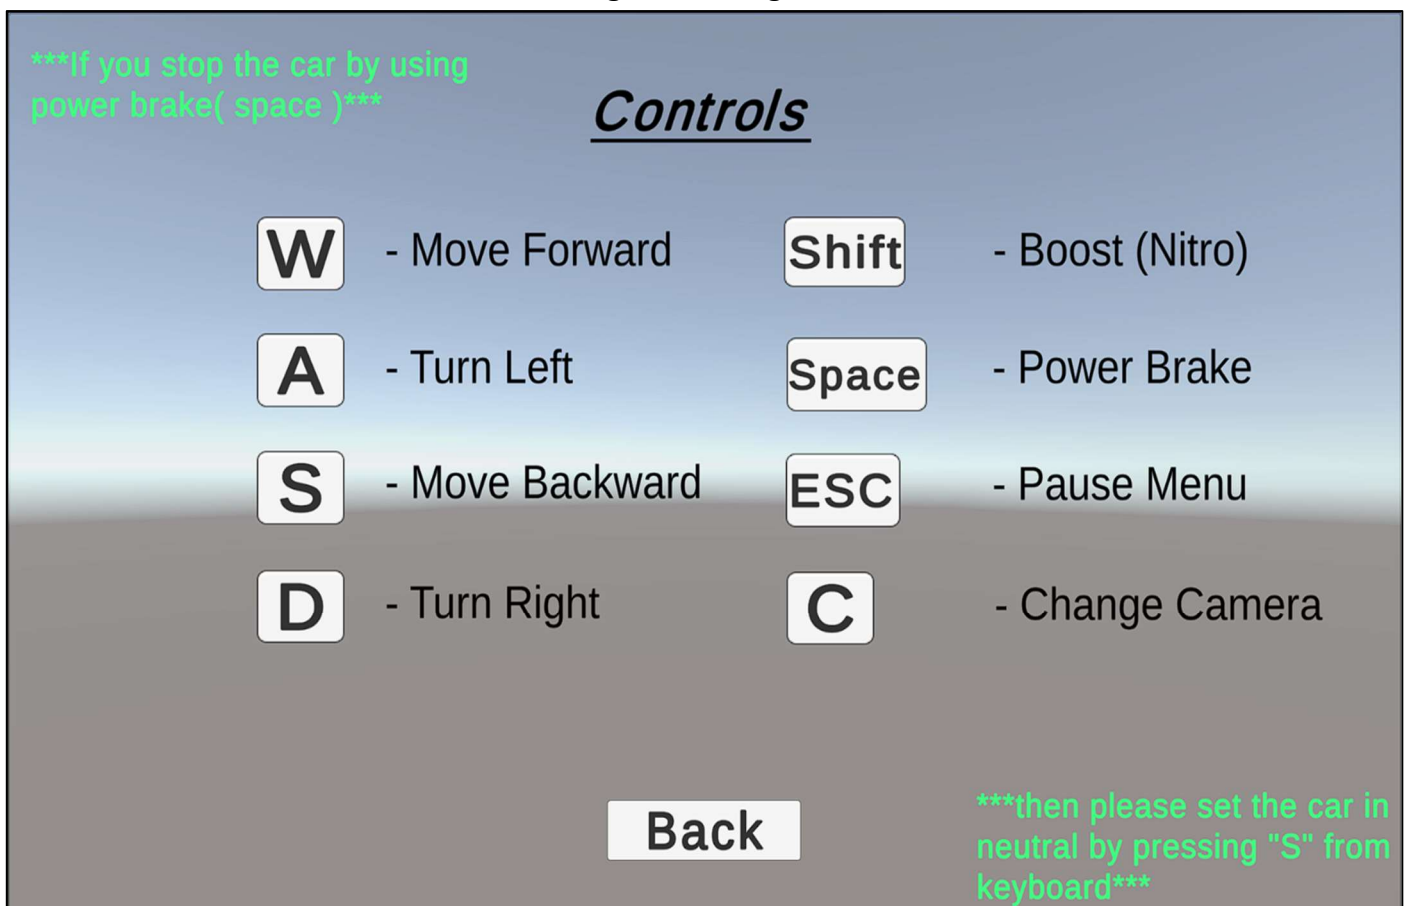 ***If you stop the car by using
power brake( space )***
Controls
W - Move Forward
Shift - Boost (Nitro)
A - Turn Left
Space - Power Brake
S - Move Backward
ESC - Pause Menu
D - Turn Right
C - Change Camera
Back
***then please set the car in
neutral by pressing "S" from
keyboard***